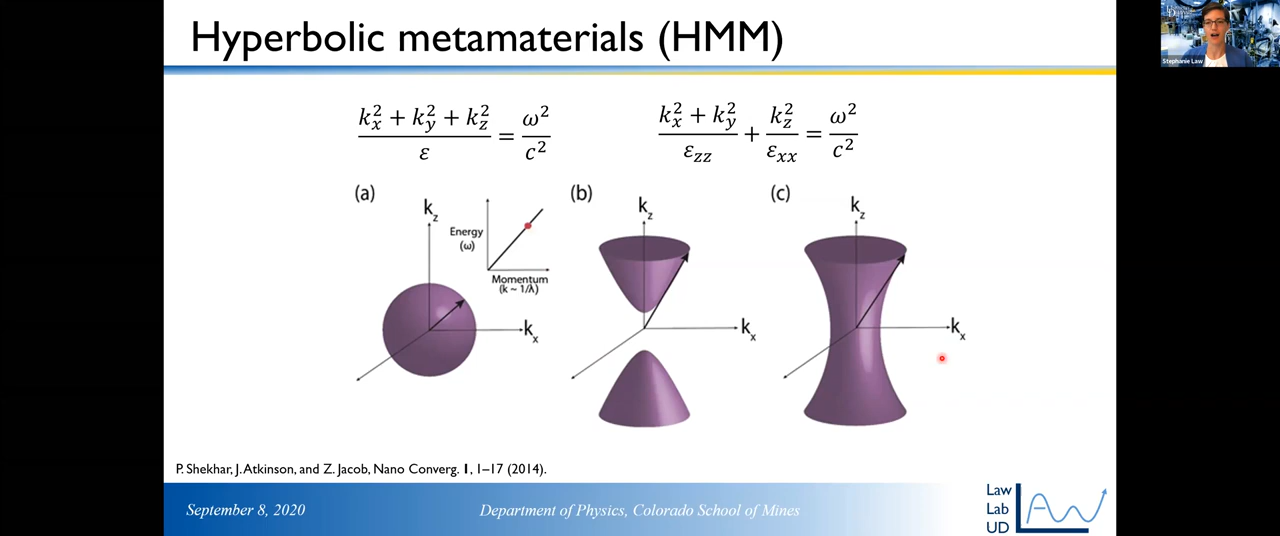 Hyperbolic metamaterials (HMM)
Stephanie Law
k_x^2 + k_y^2 + k_z^2 / ε = ω^2 / c^2
k_x^2 + k_y^2 / ε_zz + k_z^2 / ε_xx = ω^2 / c^2
(a)
k_z
Energy
(ω)
Momentum
(k ~ 1/λ)
k_x
(b)
k_z
k_x
(c)
k_z
k_x
P. Shekhar, J. Atkinson, and Z. Jacob, Nano Converg. 1, 1–17 (2014).
September 8, 2020
Department of Physics, Colorado School of Mines
Law
Lab
UD